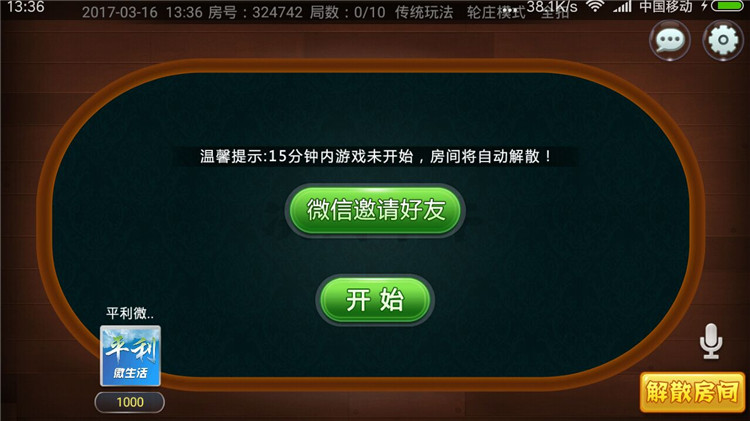 13:36
38.1K/s
中国移动
2017-03-16 13:36 房号：324742 局数：0/10 传统玩法 轮庄模式 全扣
温馨提示:15分钟内游戏未开始，房间将自动解散！
微信邀请好友
开始
平利微..
平利
微生活
1000
解散房间